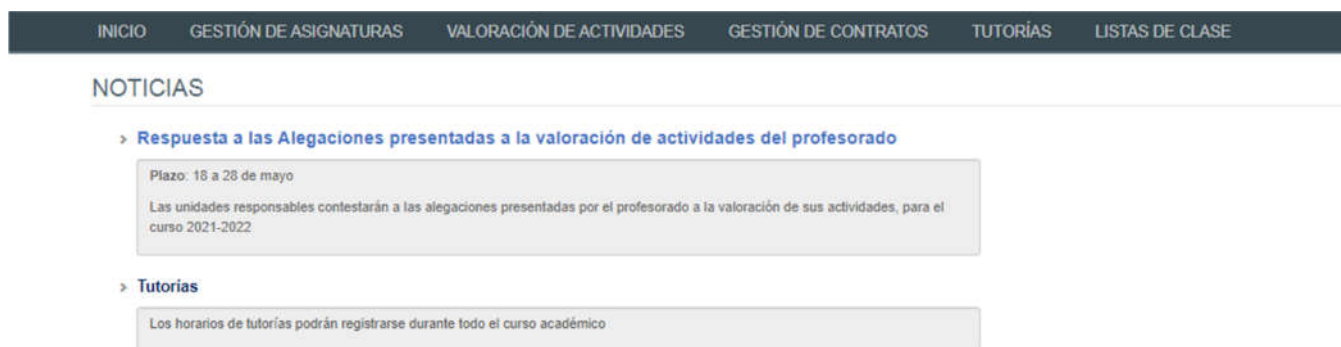 INICIO GESTIÓN DE ASIGNATURAS VALORACIÓN DE ACTIVIDADES GESTIÓN DE CONTRATOS TUTORÍAS LISTAS DE CLASE
NOTICIAS
Respuesta a las Alegaciones presentadas a la valoración de actividades del profesorado
Plazo: 18 a 28 de mayo
Las unidades responsables contestarán a las alegaciones presentadas por el profesorado a la valoración de sus actividades, para el
curso 2021-2022
Tutorías
Los horarios de tutorías podrán registrarse durante todo el curso académico